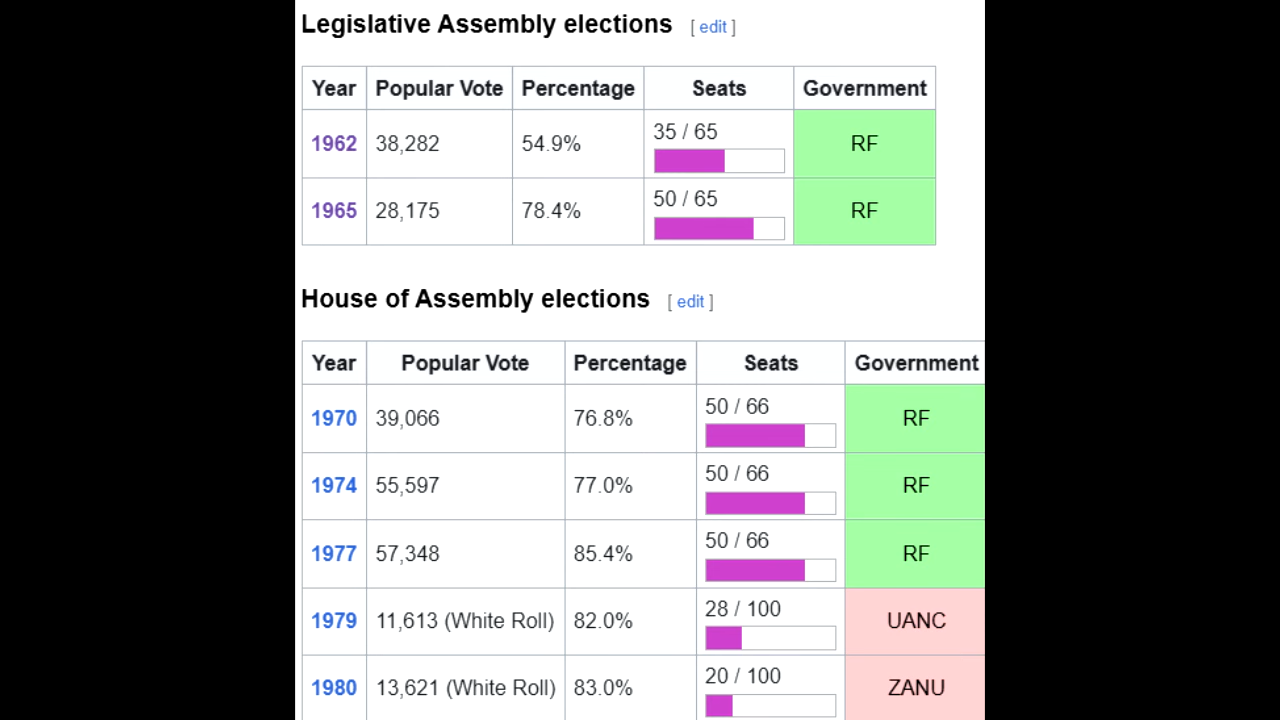 Legislative Assembly elections [ edit ]
Year Popular Vote Percentage Seats Government
1962 38,282 54.9% 35 / 65 RF
1965 28,175 78.4% 50 / 65 RF
House of Assembly elections [ edit ]
Year Popular Vote Percentage Seats Government
1970 39,066 76.8% 50 / 66 RF
1974 55,597 77.0% 50 / 66 RF
1977 57,348 85.4% 50 / 66 RF
1979 11,613 (White Roll) 82.0% 28 / 100 UANC
1980 13,621 (White Roll) 83.0% 20 / 100 ZANU